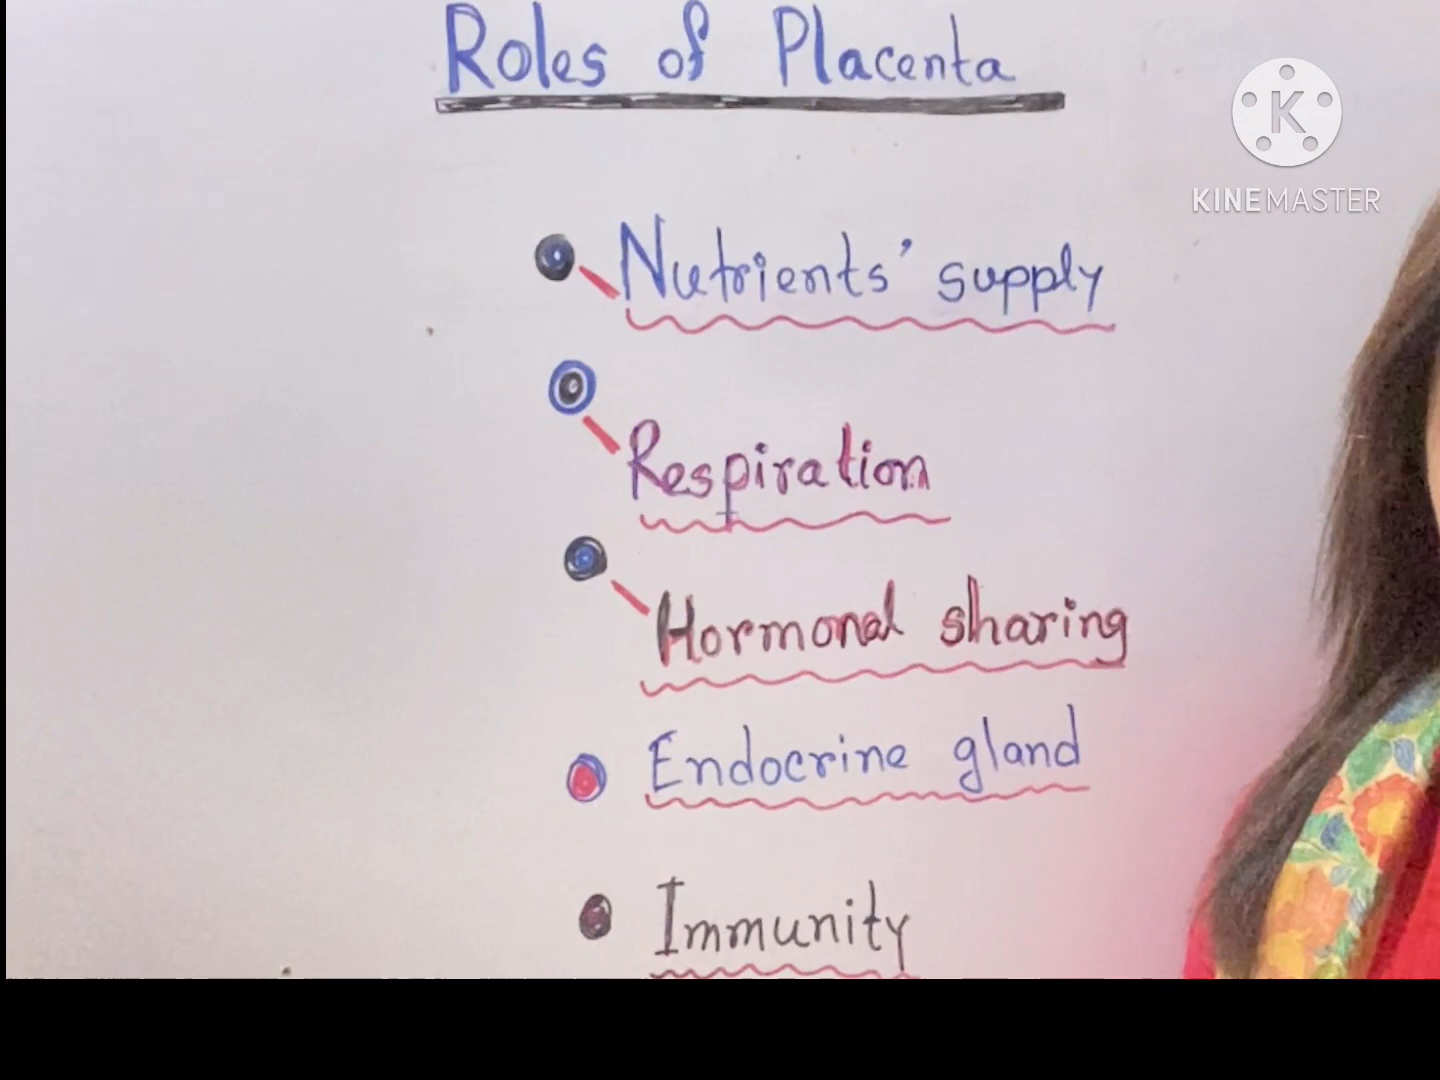 Roles of Placenta
K
KINEMASTER
Nutrients' supply
Respiration
Hormonal sharing
Endocrine gland
Immunity